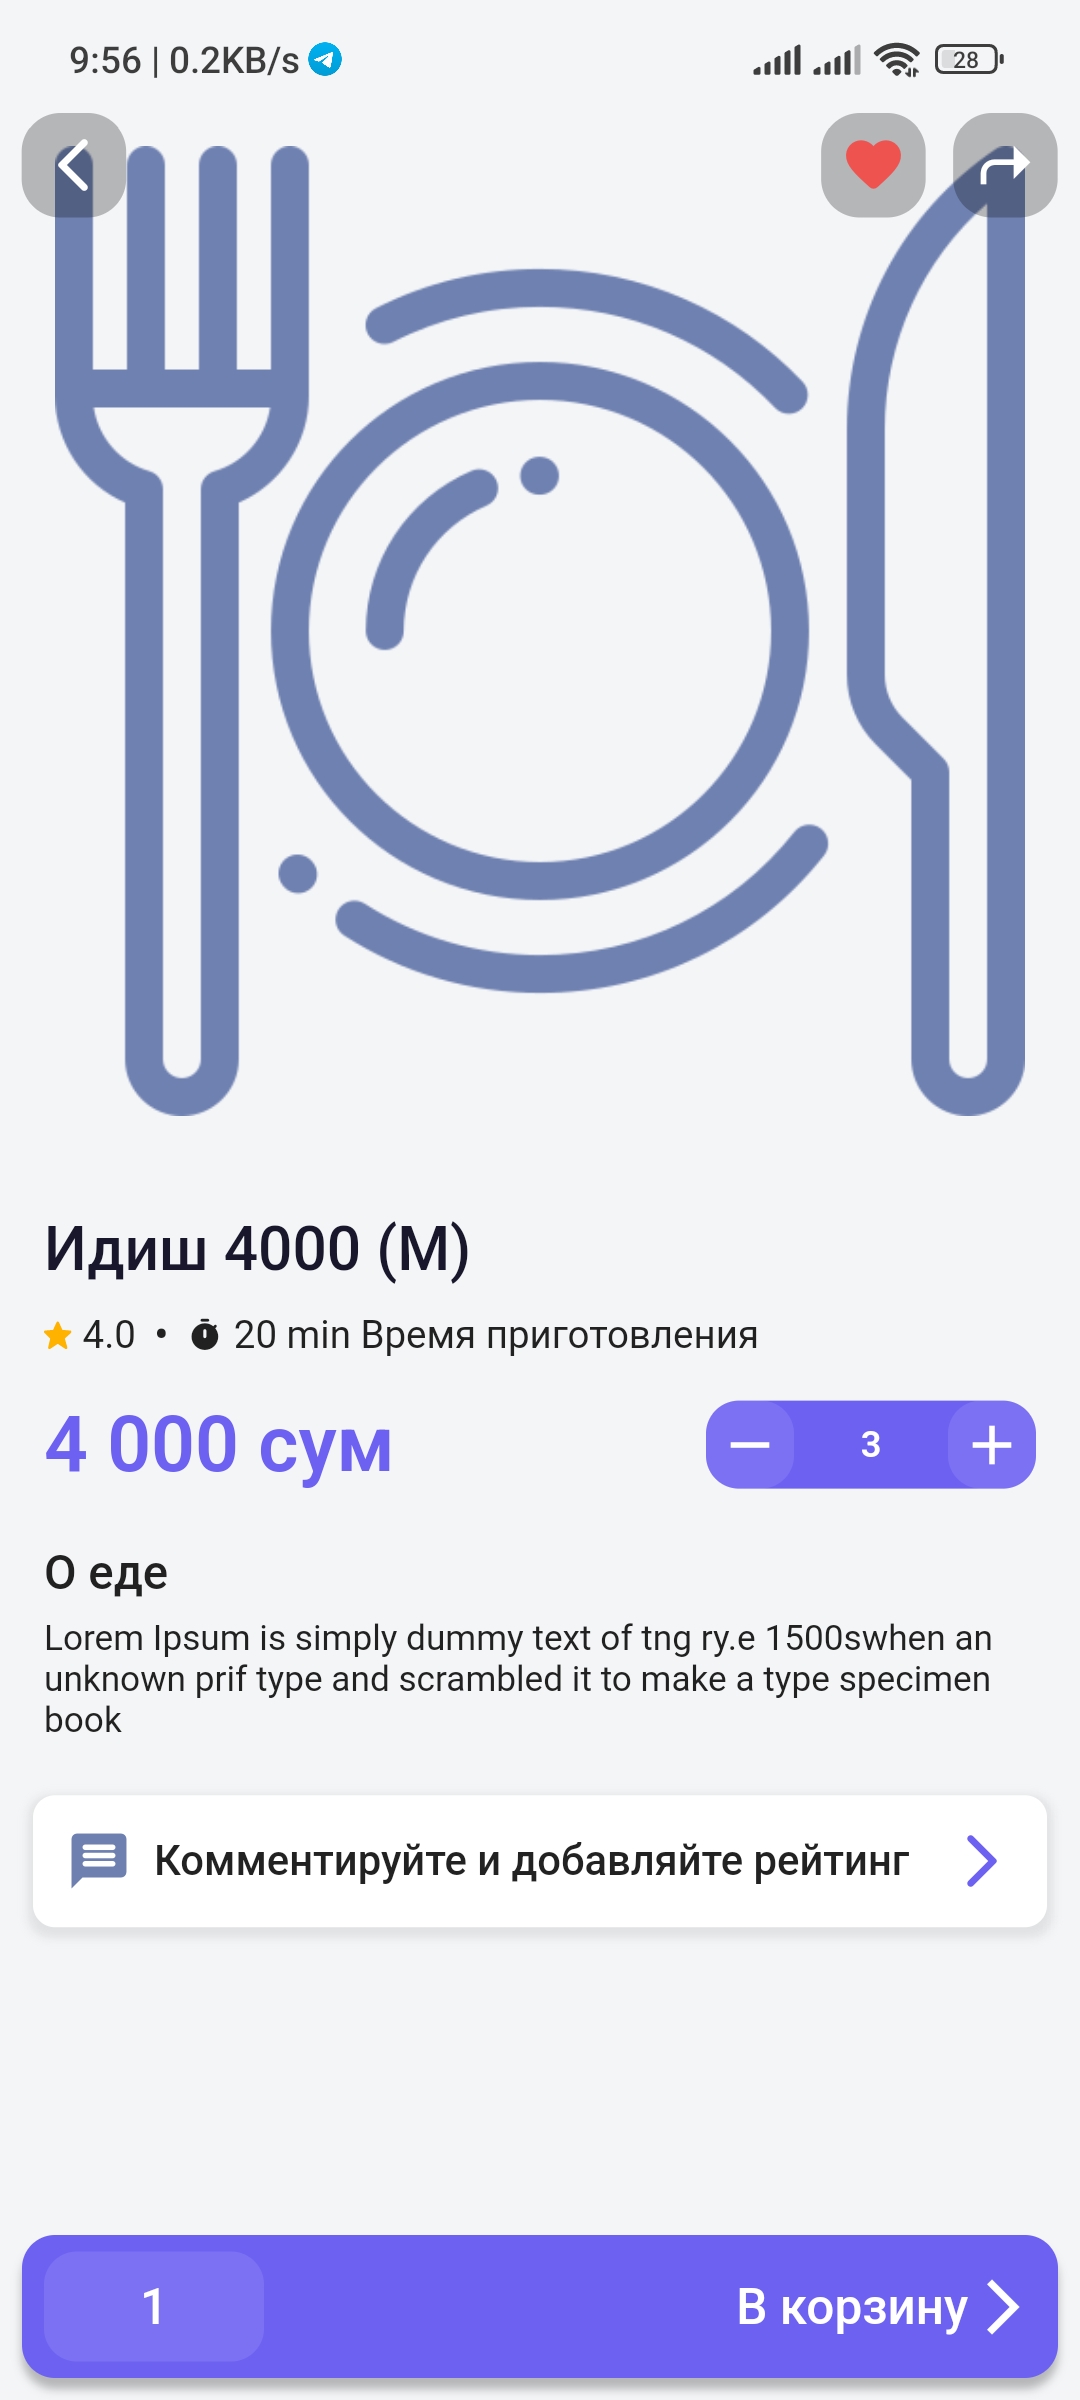 9:56 | 0.2KB/s
28
Идиш 4000 (М)
4.0 • 20 min Время приготовления
4 000 сум
3
О еде
Lorem Ipsum is simply dummy text of tng ry.e 1500swhen an
unknown prif type and scrambled it to make a type specimen
book
Комментируйте и добавляйте рейтинг
1
В корзину